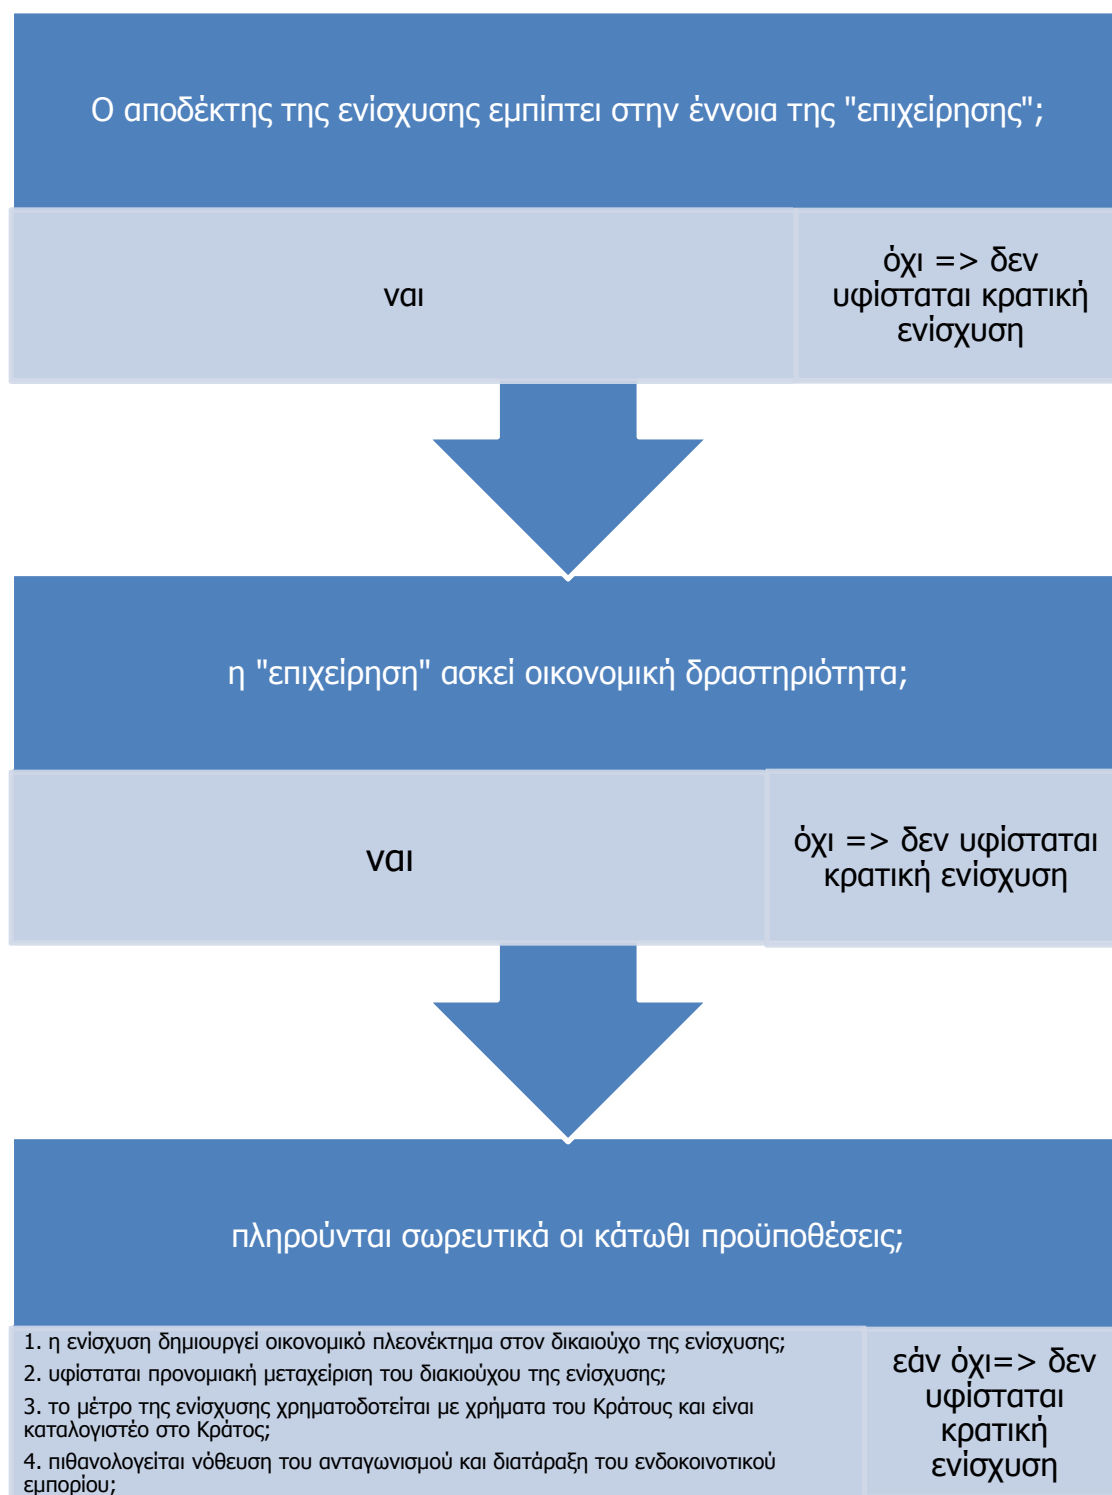 Ο αποδέκτης της ενίσχυσης εμπίπτει στην έννοια της "επιχείρησης";
ναι
όχι => δεν
υφίσταται κρατική
ενίσχυση
η "επιχείρηση" ασκεί οικονομική δραστηριότητα;
ναι
όχι => δεν υφίσταται
κρατική ενίσχυση
πληρούνται σωρευτικά οι κάτωθι προϋποθέσεις;
1. η ενίσχυση δημιουργεί οικονομικό πλεονέκτημα στον δικαιούχο της ενίσχυσης;
2. υφίσταται προνομιακή μεταχείριση του διακιούχου της ενίσχυσης;
3. το μέτρο της ενίσχυσης χρηματοδοτείται με χρήματα του Κράτους και είναι
καταλογιστέο στο Κράτος;
4. πιθανολογείται νόθευση του ανταγωνισμού και διατάραξη του ενδοκοινοτικού
εμπορίου;
εάν όχι=> δεν
υφίσταται
κρατική
ενίσχυση